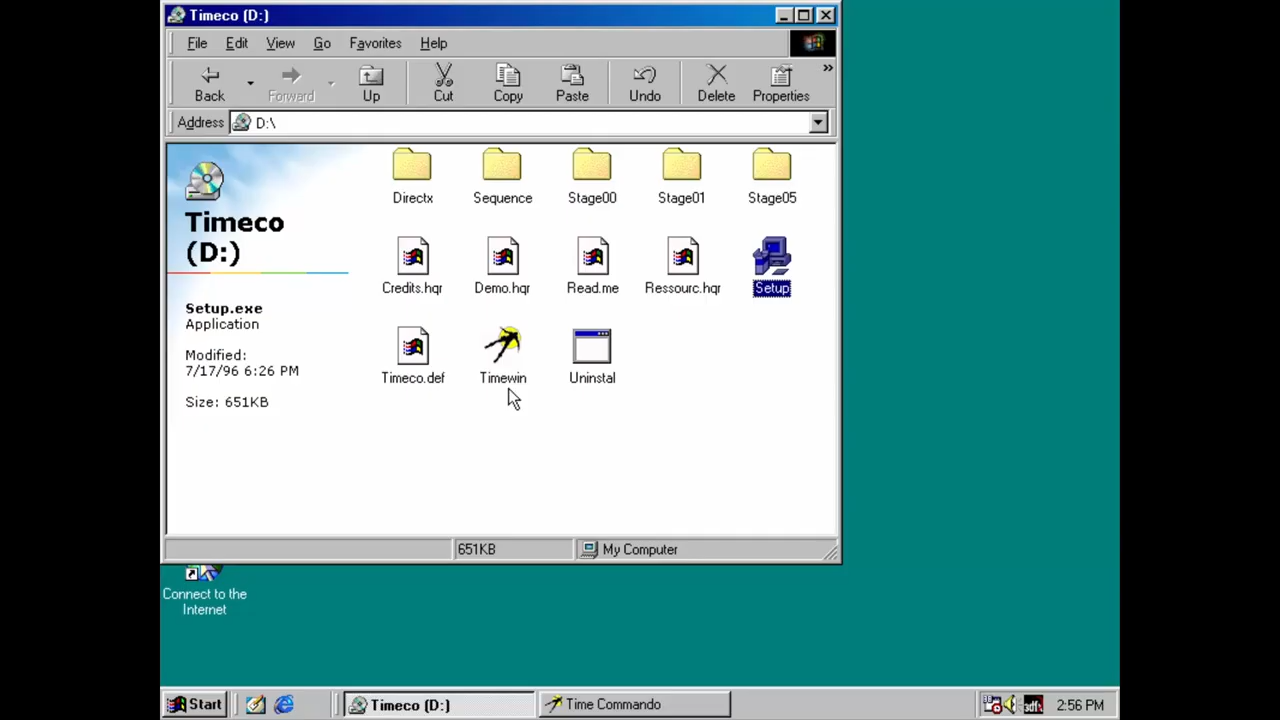 Timeco (D:)
File Edit View Go Favorites Help
Back Forward Up Cut Copy Paste Undo Delete Properties »
Address D:\
Timeco
(D:)
Setup.exe
Application
Modified:
7/17/96 6:26 PM
Size: 651KB
Directx Sequence Stage00 Stage01 Stage05
Credits.hqr Demo.hqr Read.me Ressourc.hqr Setup
Timeco.def Timewin Uninstal
651KB My Computer
Connect to the
Internet
Start Timeco (D:) Time Commando sdfx 2:56 PM